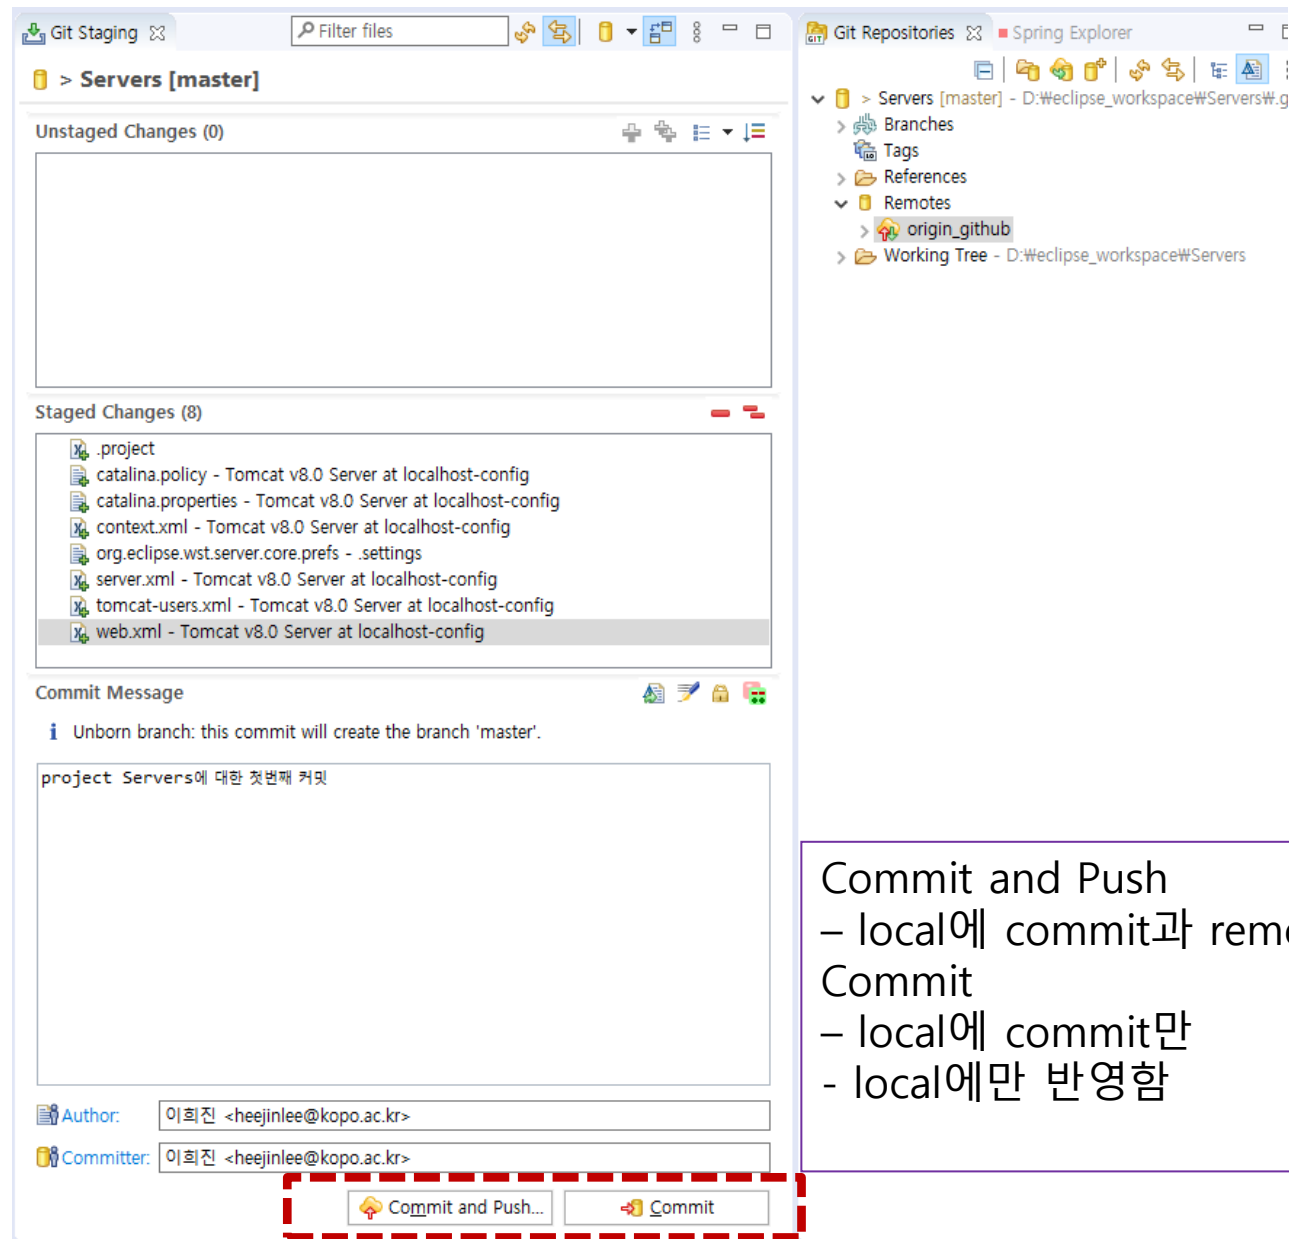 Git Staging
Filter files
> Servers [master]
Unstaged Changes (0)
Staged Changes (8)
.project
catalina.policy - Tomcat v8.0 Server at localhost-config
catalina.properties - Tomcat v8.0 Server at localhost-config
context.xml - Tomcat v8.0 Server at localhost-config
org.eclipse.wst.server.core.prefs - .settings
server.xml - Tomcat v8.0 Server at localhost-config
tomcat-users.xml - Tomcat v8.0 Server at localhost-config
web.xml - Tomcat v8.0 Server at localhost-config
Commit Message
Unborn branch: this commit will create the branch 'master'.
project Servers에 대한 첫번째 커밋
Author: 이희진 <heejinlee@kopo.ac.kr>
Committer: 이희진 <heejinlee@kopo.ac.kr>
Commit and Push...
Commit
Git Repositories
Spring Explorer
> Servers [master] - D:₩eclipse_workspace₩Servers₩.g
Branches
Tags
References
Remotes
origin_github
Working Tree - D:₩eclipse_workspace₩Servers
Commit and Push
– local에 commit과
Commit
– local에 commit만
- local에만 반영함